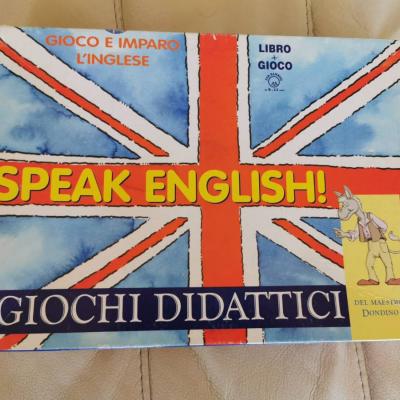 GIOCO E IMPARO
L'INGLESE
LIBRO
+
GIOCO
SPEAK ENGLISH!
GIOCHI DIDATTICI
DEL MAESTRO
DONDINO